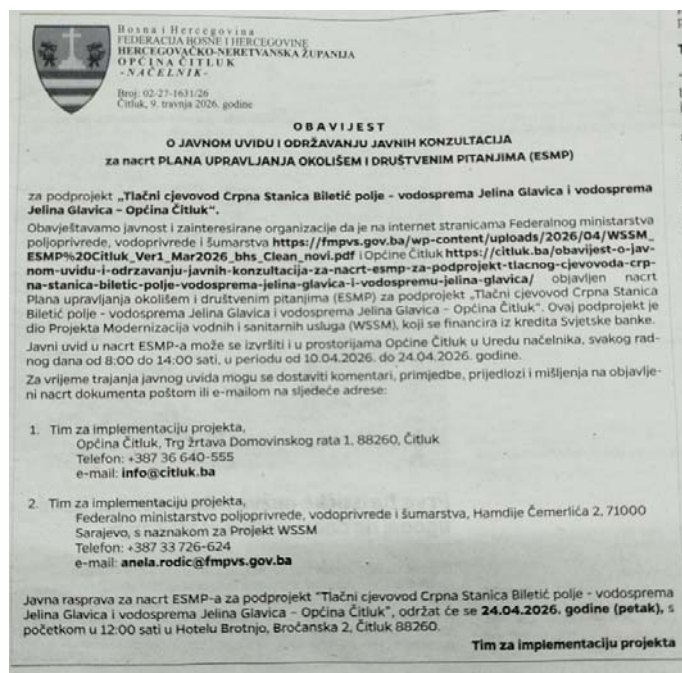 Bosna i Hercegovina
FEDERACIJA BOSNE I HERCEGOVINE
HERCEGOVAČKO-NERETVANSKA ŽUPANIJA
OPĆINA ČITLUK
-NAČELNIK-
Broj: 02-27-1631/26
Čitluk, 9. travnja 2026. godine
OBAVIJEST
O JAVNOM UVIDU I ODRŽAVANJU JAVNIH KONZULTACIJA
za nacrt PLANA UPRAVLJANJA OKOLIŠEM I DRUŠTVENIM PITANJIMA (ESMP)
za podprojekt „Tlačni cjevovod Crpna Stanica Biletić polje - vodosprema Jelina Glavica i vodosprema
Jelina Glavica – Općina Čitluk“.
Obavještavamo javnost i zainteresirane organizacije da je na internet stranicama Federalnog ministarstva
poljoprivrede, vodoprivrede i šumarstva https://fmpvs.gov.ba/wp-content/uploads/2026/04/WSSM_
ESMP%20Citluk_Ver1_Mar2026_bhs_Clean_novi.pdf i Općine Čitluk https://citluk.ba/obavijest-o-jav-
nom-uvidu-i-odrzavanju-javnih-konzultacija-za-nacrt-esmp-za-podprojekt-tlacnog-cjevovoda-crp-
na-stanica-biletic-polje-vodosprema-jelina-glavica-i-vodospremu-jelina-glavica/ objavljen nacrt
Plana upravljanja okolišem i društvenim pitanjima (ESMP) za podprojekt „Tlačni cjevovod Crpna Stanica
Biletić polje - vodosprema Jelina Glavica i vodosprema Jelina Glavica – Općina Čitluk“. Ovaj podprojekt je
dio Projekta Modernizacija vodnih i sanitarnih usluga (WSSM), koji se financira iz kredita Svjetske banke.
Javni uvid u nacrt ESMP-a može se izvršiti i u prostorijama Općine Čitluk u Uredu načelnika, svakog rad-
nog dana od 8:00 do 14:00 sati, u periodu od 10.04.2026. do 24.04.2026. godine.
Za vrijeme trajanja javnog uvida mogu se dostaviti komentari, primjedbe, prijedlozi i mišljenja na objavlje-
ni nacrt dokumenta poštom ili e-mailom na sljedeće adrese:
1. Tim za implementaciju projekta,
Općina Čitluk, Trg žrtava Domovinskog rata 1, 88260, Čitluk
Telefon: +387 36 640-555
e-mail: info@citluk.ba
2. Tim za implementaciju projekta,
Federalno ministarstvo poljoprivrede, vodoprivrede i šumarstva, Hamdije Čemerlića 2, 71000
Sarajevo, s naznakom za Projekt WSSM
Telefon: +387 33 726-624
e-mail: anela.rodic@fmpvs.gov.ba
Javna rasprava za nacrt ESMP-a za podprojekt "Tlačni cjevovod Crpna Stanica Biletić polje - vodosprema
Jelina Glavica i vodosprema Jelina Glavica – Općina Čitluk", održat će se 24.04.2026. godine (petak), s
početkom u 12:00 sati u Hotelu Brotnjo, Broćanska 2, Čitluk 88260.
Tim za implementaciju projekta